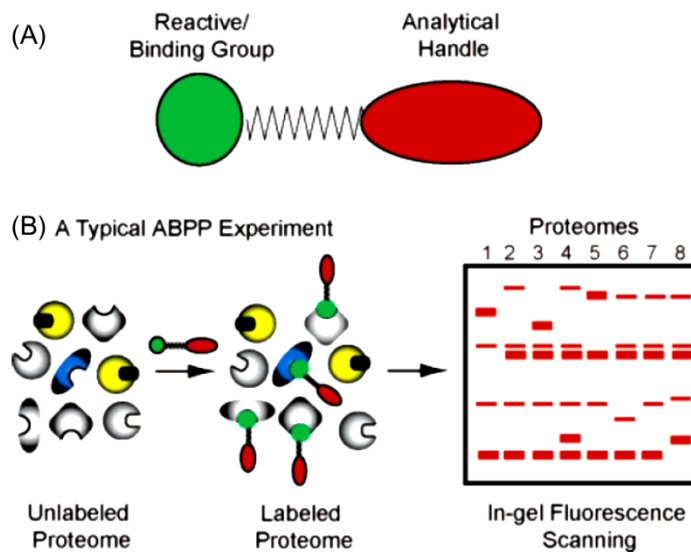 (A)
Reactive/
Binding Group
Analytical
Handle
(B) A Typical ABPP Experiment
Proteomes
1 2 3 4 5 6 7 8
Unlabeled
Proteome
Labeled
Proteome
In-gel Fluorescence
Scanning